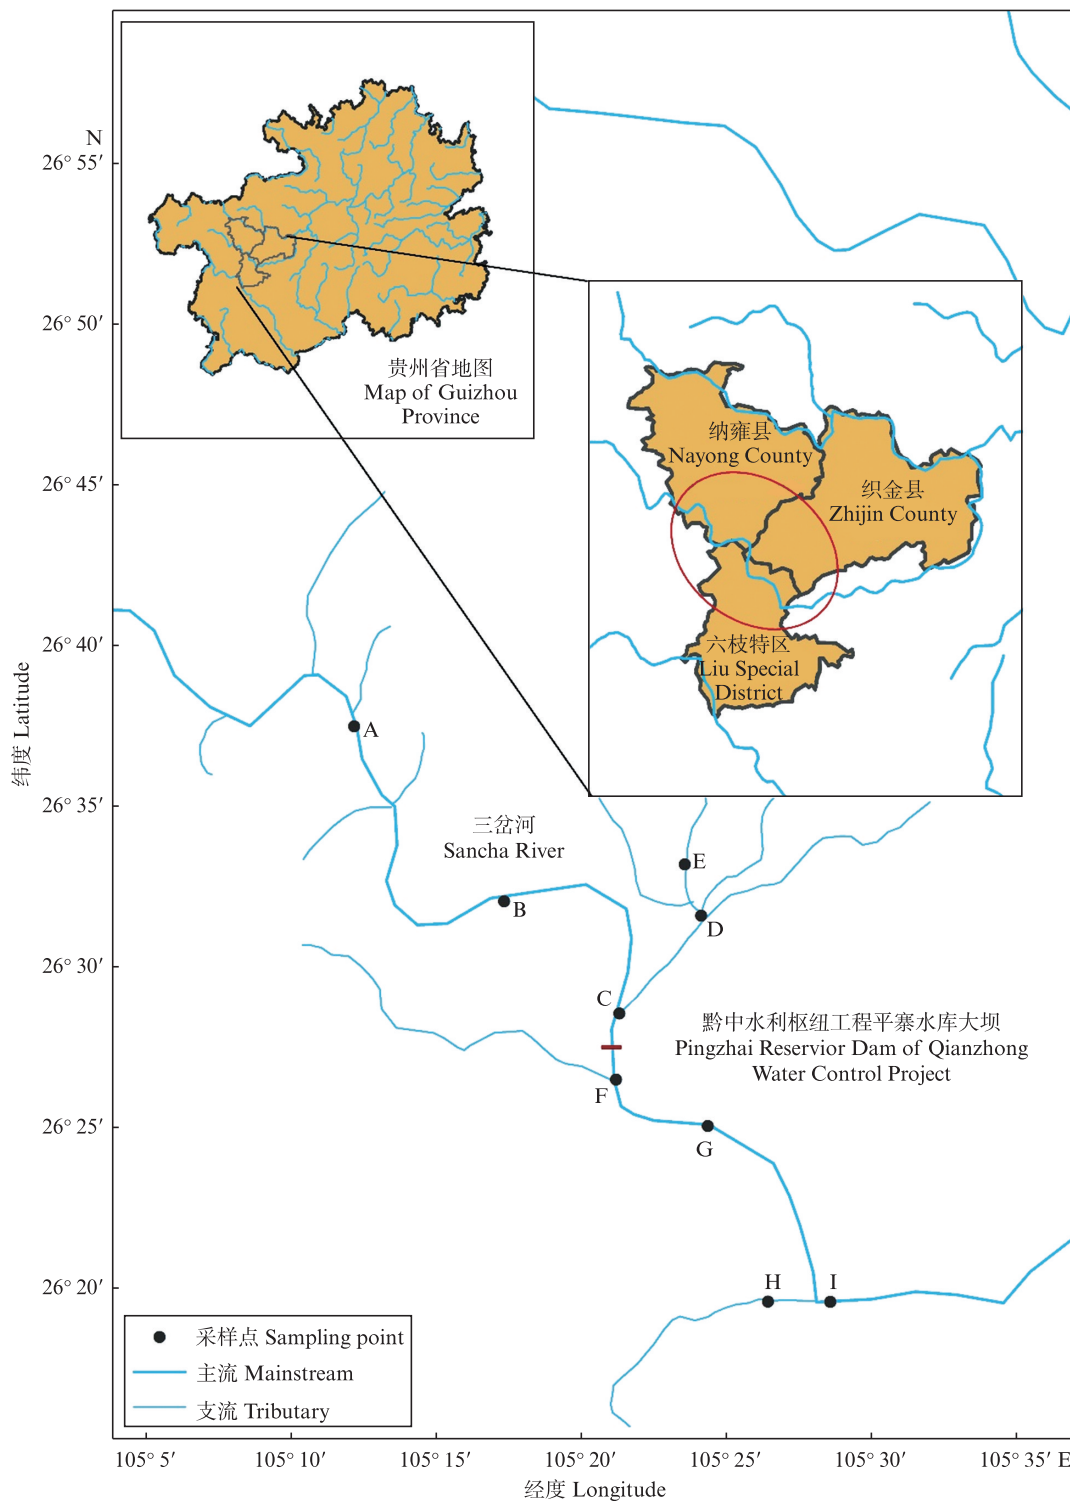 N
26° 55′
26° 50′
26° 45′
26° 40′
26° 35′
26° 30′
26° 25′
26° 20′
纬度 Latitude
贵州省地图
Map of Guizhou
Province
纳雍县
Nayong County
织金县
Zhijin County
六枝特区
Liu Special
District
A
三岔河
Sancha River
B
E
D
C
黔中水利枢纽工程平寨水库大坝
Pingzhai Reservior Dam of Qianzhong
Water Control Project
F
G
H
I
采样点 Sampling point
主流 Mainstream
支流 Tributary
105° 5′
105° 10′
105° 15′
105° 20′
105° 25′
105° 30′
105° 35′ E
经度 Longitude